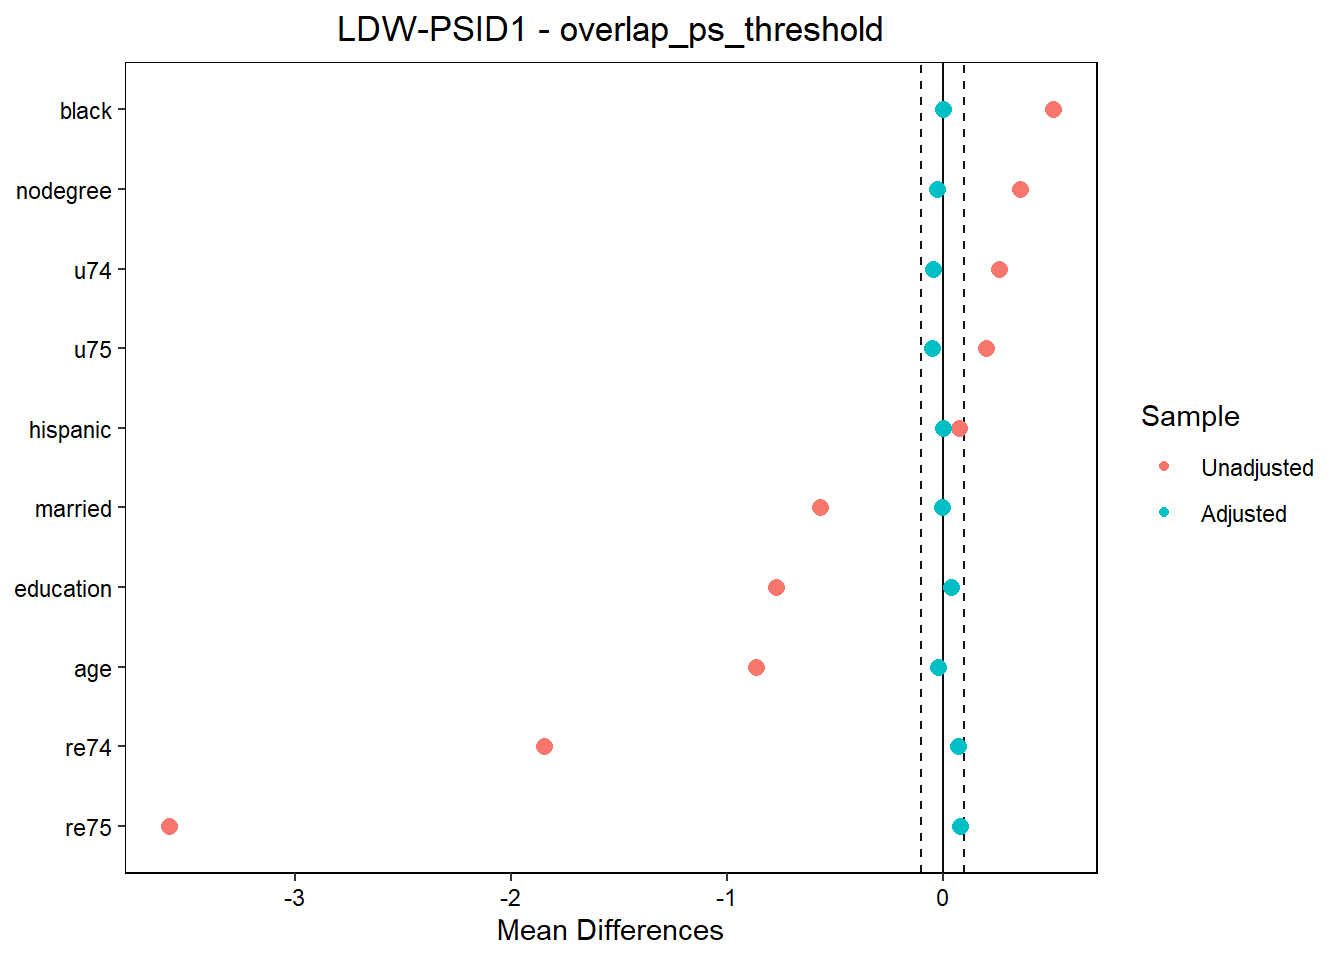 LDW-PSID1 - overlap_ps_threshold
black
nodegree
u74
u75
hispanic
married
education
age
re74
re75
-3
-2
-1
0
Mean Differences
Sample
Unadjusted
Adjusted